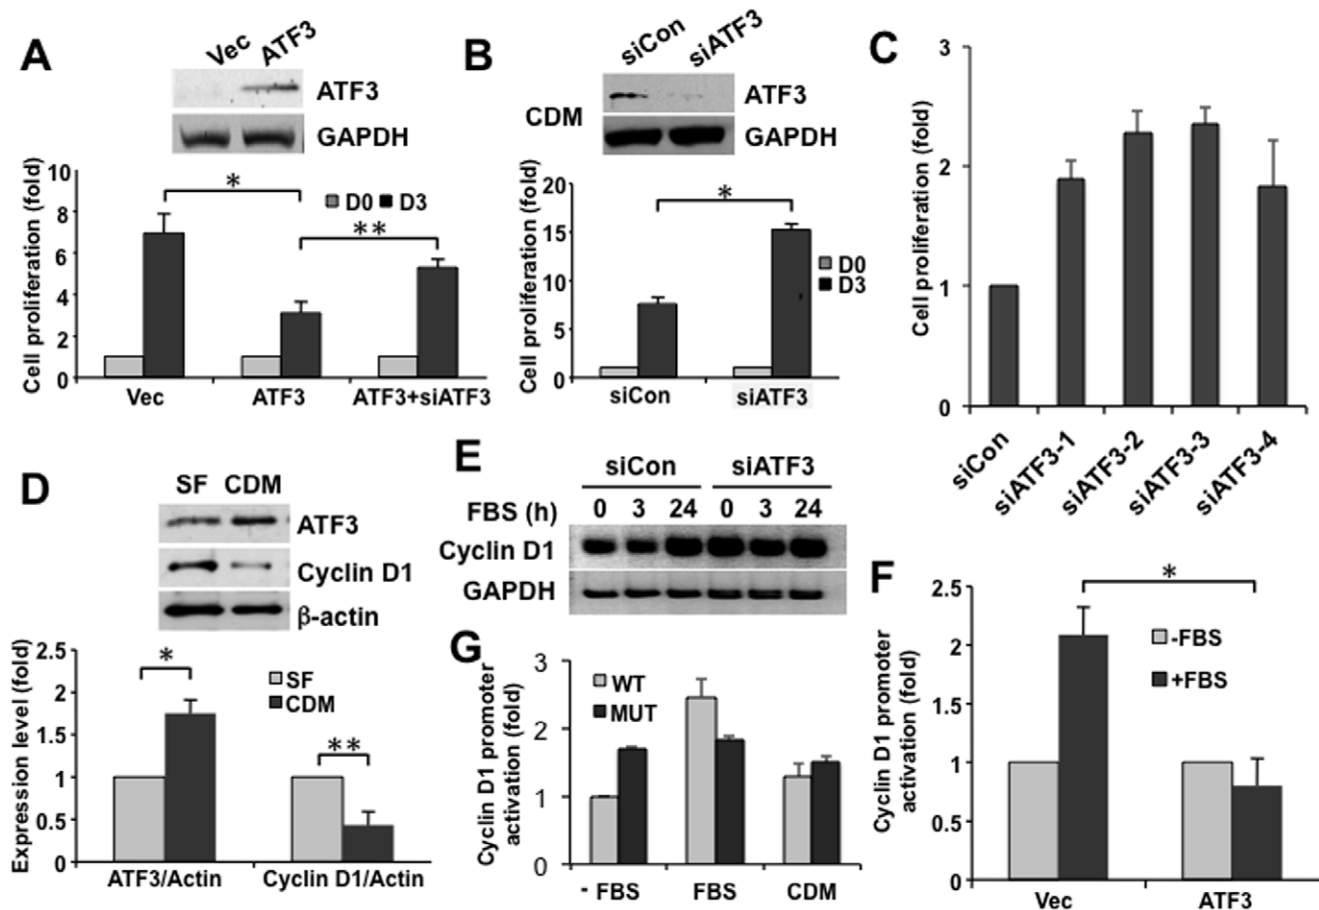 A
Vec ATF3
ATF3
GAPDH
Cell proliferation (fold)
10
8
6
4
2
0
*
**
D0 D3
Vec ATF3 ATF3+siATF3
B
siCon siATF3
CDM
ATF3
GAPDH
Cell proliferation (fold)
20
15
10
5
0
*
D0
D3
siCon siATF3
C
Cell proliferation (fold)
3
2
1
0
siCon siATF3-1 siATF3-2 siATF3-3 siATF3-4
D
SF CDM
ATF3
Cyclin D1
β-actin
Expression level (fold)
2.5
2
1.5
1
0.5
0
*
**
SF
CDM
ATF3/Actin Cyclin D1/Actin
E
siCon siATF3
FBS (h) 0 3 24 0 3 24
Cyclin D1
GAPDH
G
Cyclin D1 promoter
activation (fold)
3
2
1
0
WT
MUT
- FBS FBS CDM
F
Cyclin D1 promoter
activation (fold)
2.5
2
1.5
1
0.5
0
*
-FBS
+FBS
Vec ATF3